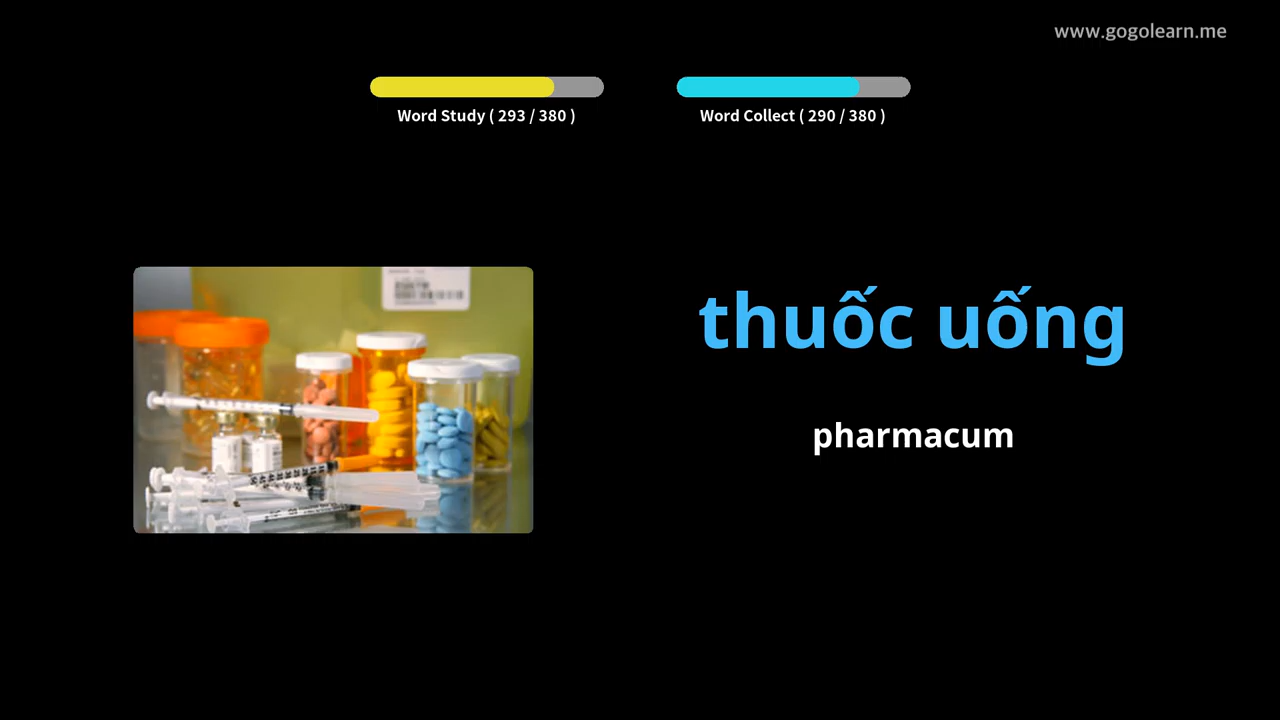 www.gogolearn.me
Word Study ( 293 / 380 )
Word Collect ( 290 / 380 )
thuốc uống
pharmacum